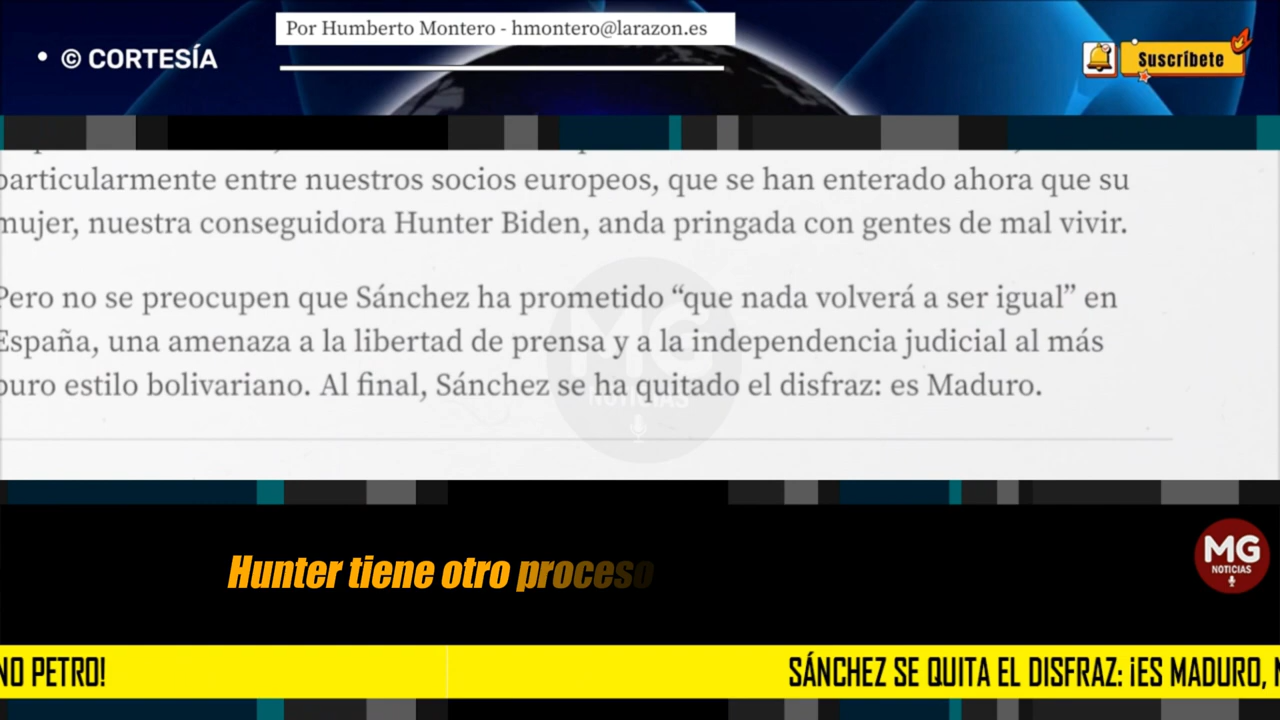 Por Humberto Montero - hmontero@larazon.es
• © CORTESÍA
Suscríbete
particularmente entre nuestros socios europeos, que se han enterado ahora que su
mujer, nuestra conseguidora Hunter Biden, anda pringada con gentes de mal vivir.
Pero no se preocupen que Sánchez ha prometido “que nada volverá a ser igual” en
España, una amenaza a la libertad de prensa y a la independencia judicial al más
puro estilo bolivariano. Al final, Sánchez se ha quitado el disfraz: es Maduro.
MG
NOTICIAS
Hunter tiene otro proceso
MG
NOTICIAS
NO PETRO! SÁNCHEZ SE QUITA EL DISFRAZ: ¡ES MADURO, N